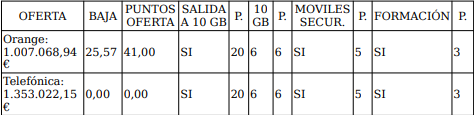 OFERTA BAJA PUNTOS OFERTA SALIDA A 10 GB P. 10 GB P. MOVILES SECUR. P. FORMACIÓN P.
Orange: 1.007.068,94 € 25,57 41,00 SI 20 6 6 SI 5 SI 3
Telefónica: 1.353.022,15 € 0,00 0,00 SI 20 6 6 SI 5 SI 3